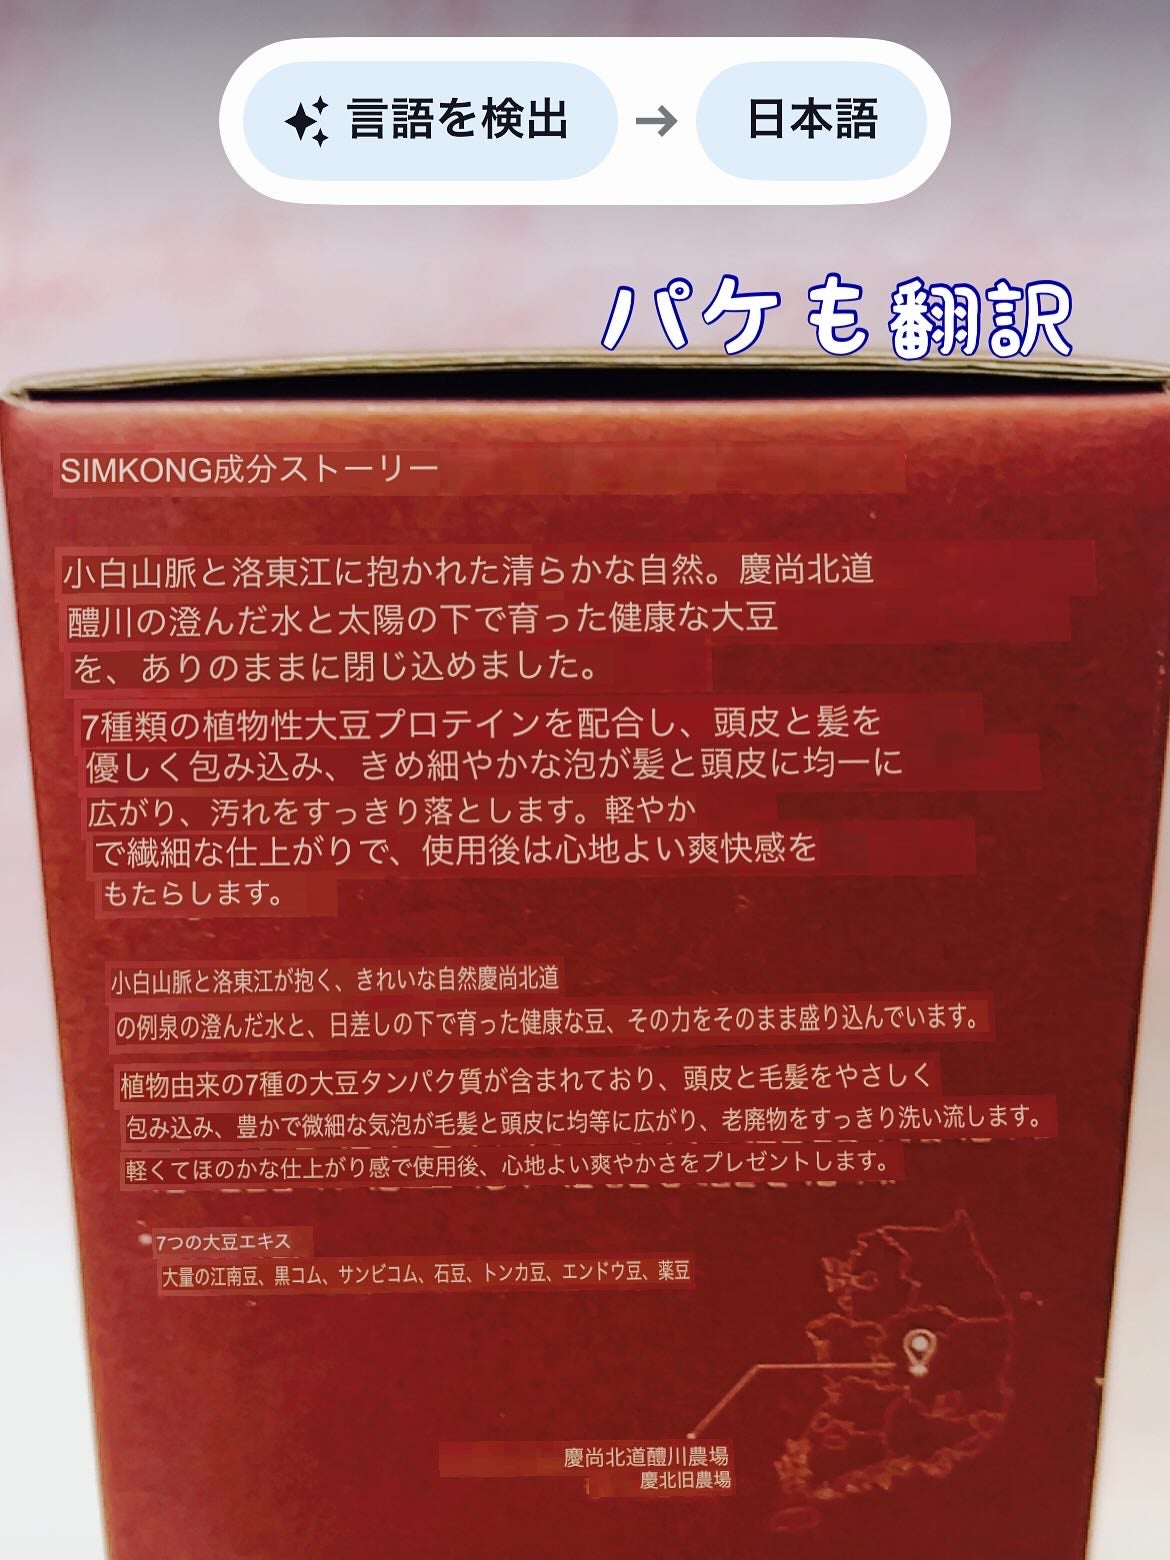 言語を検出 → 日本語
パケも翻訳
SIMKONG成分ストーリー
小白山脈と洛東江に抱かれた清らかな自然。慶尚北道
醴川の澄んだ水と太陽の下で育った健康な大豆
を、ありのままに閉じ込めました。
7種類の植物性大豆プロテインを配合し、頭皮と髪を
優しく包み込み、きめ細やかな泡が髪と頭皮に均一に
広がり、汚れをすっきり落とします。軽やか
で繊細な仕上がりで、使用後は心地よい爽快感を
もたらします。
小白山脈と洛東江が抱く、きれいな自然慶尚北道
の例泉の澄んだ水と、日差しの下で育った健康な豆、その力をそのまま盛り込んでいます。
植物由来の7種の大豆タンパク質が含まれており、頭皮と毛髪をやさしく
包み込み、豊かで微細な気泡が毛髪と頭皮に均等に広がり、老廃物をすっきり洗い流します。
軽くてほのかな仕上がり感で使用後、心地よい爽やかさをプレゼントします。
7つの大豆エキス
大量の江南豆、黒コム、サンビコム、石豆、トンカ豆、エンドウ豆、薬豆
慶尚北道醴川農場
慶北旧農場